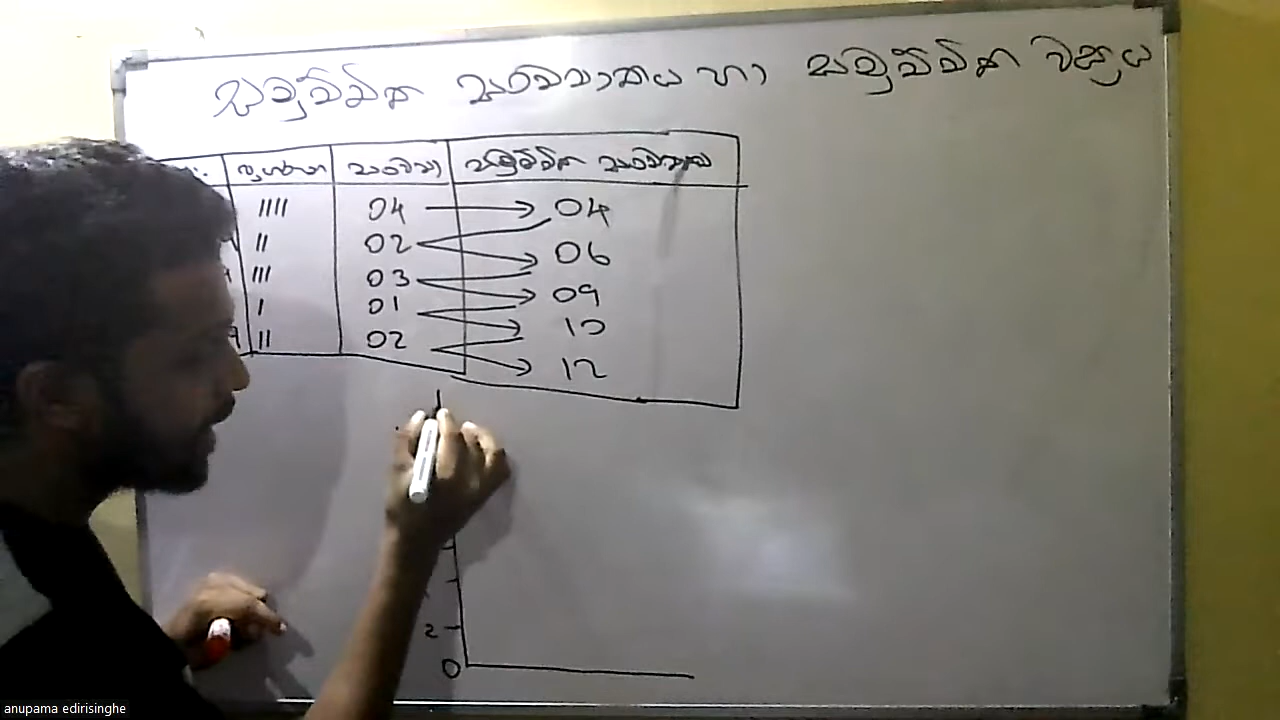 සමුච්චිත සංඛ්‍යාතය හා සමුච්චිත වක්‍රය
ප්‍රගණන සංඛ්‍යා සමුච්චිත සංඛ්‍යාතය
//// 04 04
// 02 06
/// 03 09
/ 01 10
// 02 12
2
0
anupama edirisinghe